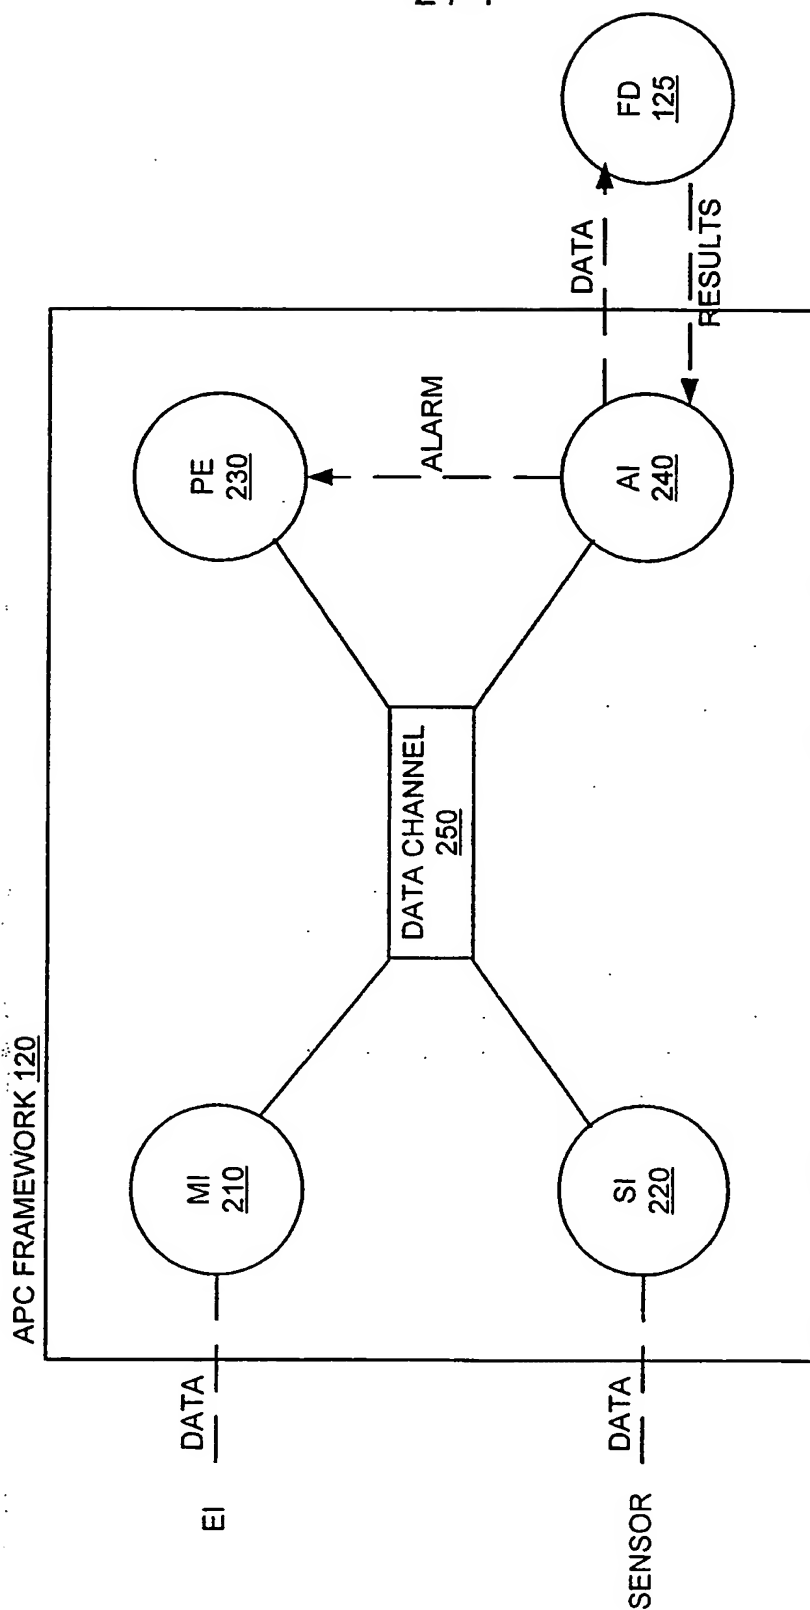 APC FRAMEWORK 120
EI
DATA
MI
210
PE
230
SENSOR
DATA
SI
220
DATA CHANNEL
250
ALARM
AI
240
DATA
RESULTS
FD
125